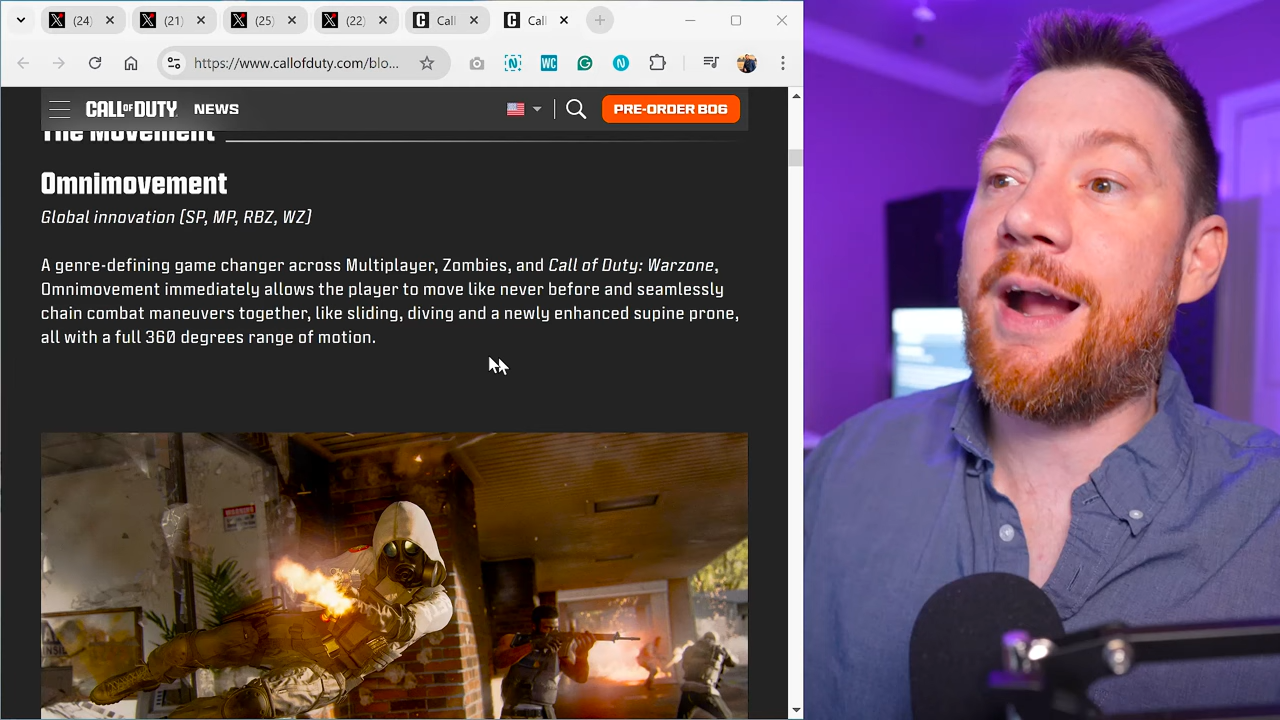 (24)
(21)
(25)
(22)
Call
Call
https://www.callofduty.com/blo...
WC
CALL OF DUTY NEWS
PRE-ORDER BO6
The Movement
Omnimovement
Global innovation [SP, MP, RBZ, WZ]
A genre-defining game changer across Multiplayer, Zombies, and Call of Duty: Warzone,
Omnimovement immediately allows the player to move like never before and seamlessly
chain combat maneuvers together, like sliding, diving and a newly enhanced supine prone,
all with a full 360 degrees range of motion.
WARNING